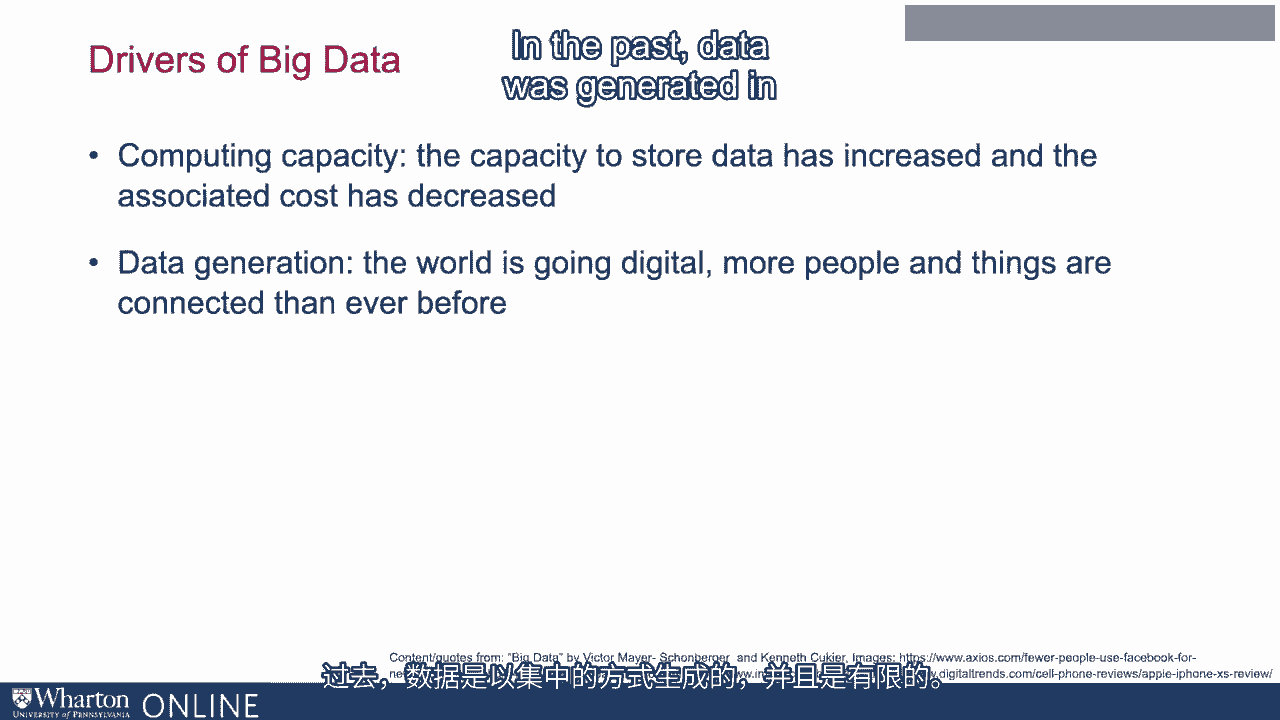 Drivers of Big Data
In the past, data
was generated in
• Computing capacity: the capacity to store data has increased and the
associated cost has decreased
• Data generation: the world is going digital, more people and things are
connected than ever before
Content/quotes from: "Big Data" by Victor Mayer- Schonberger and Kenneth Cukier, Images: https://www.axios.com/fewer-people-use-facebook-for-
digitaltrends.com/cell-phone-reviews/apple-iphone-xs-review/
过去，数据是以集中的方式生成的，并且是有限的。
Wharton ONLINE
UNIVERSITY of PENNSYLVANIA